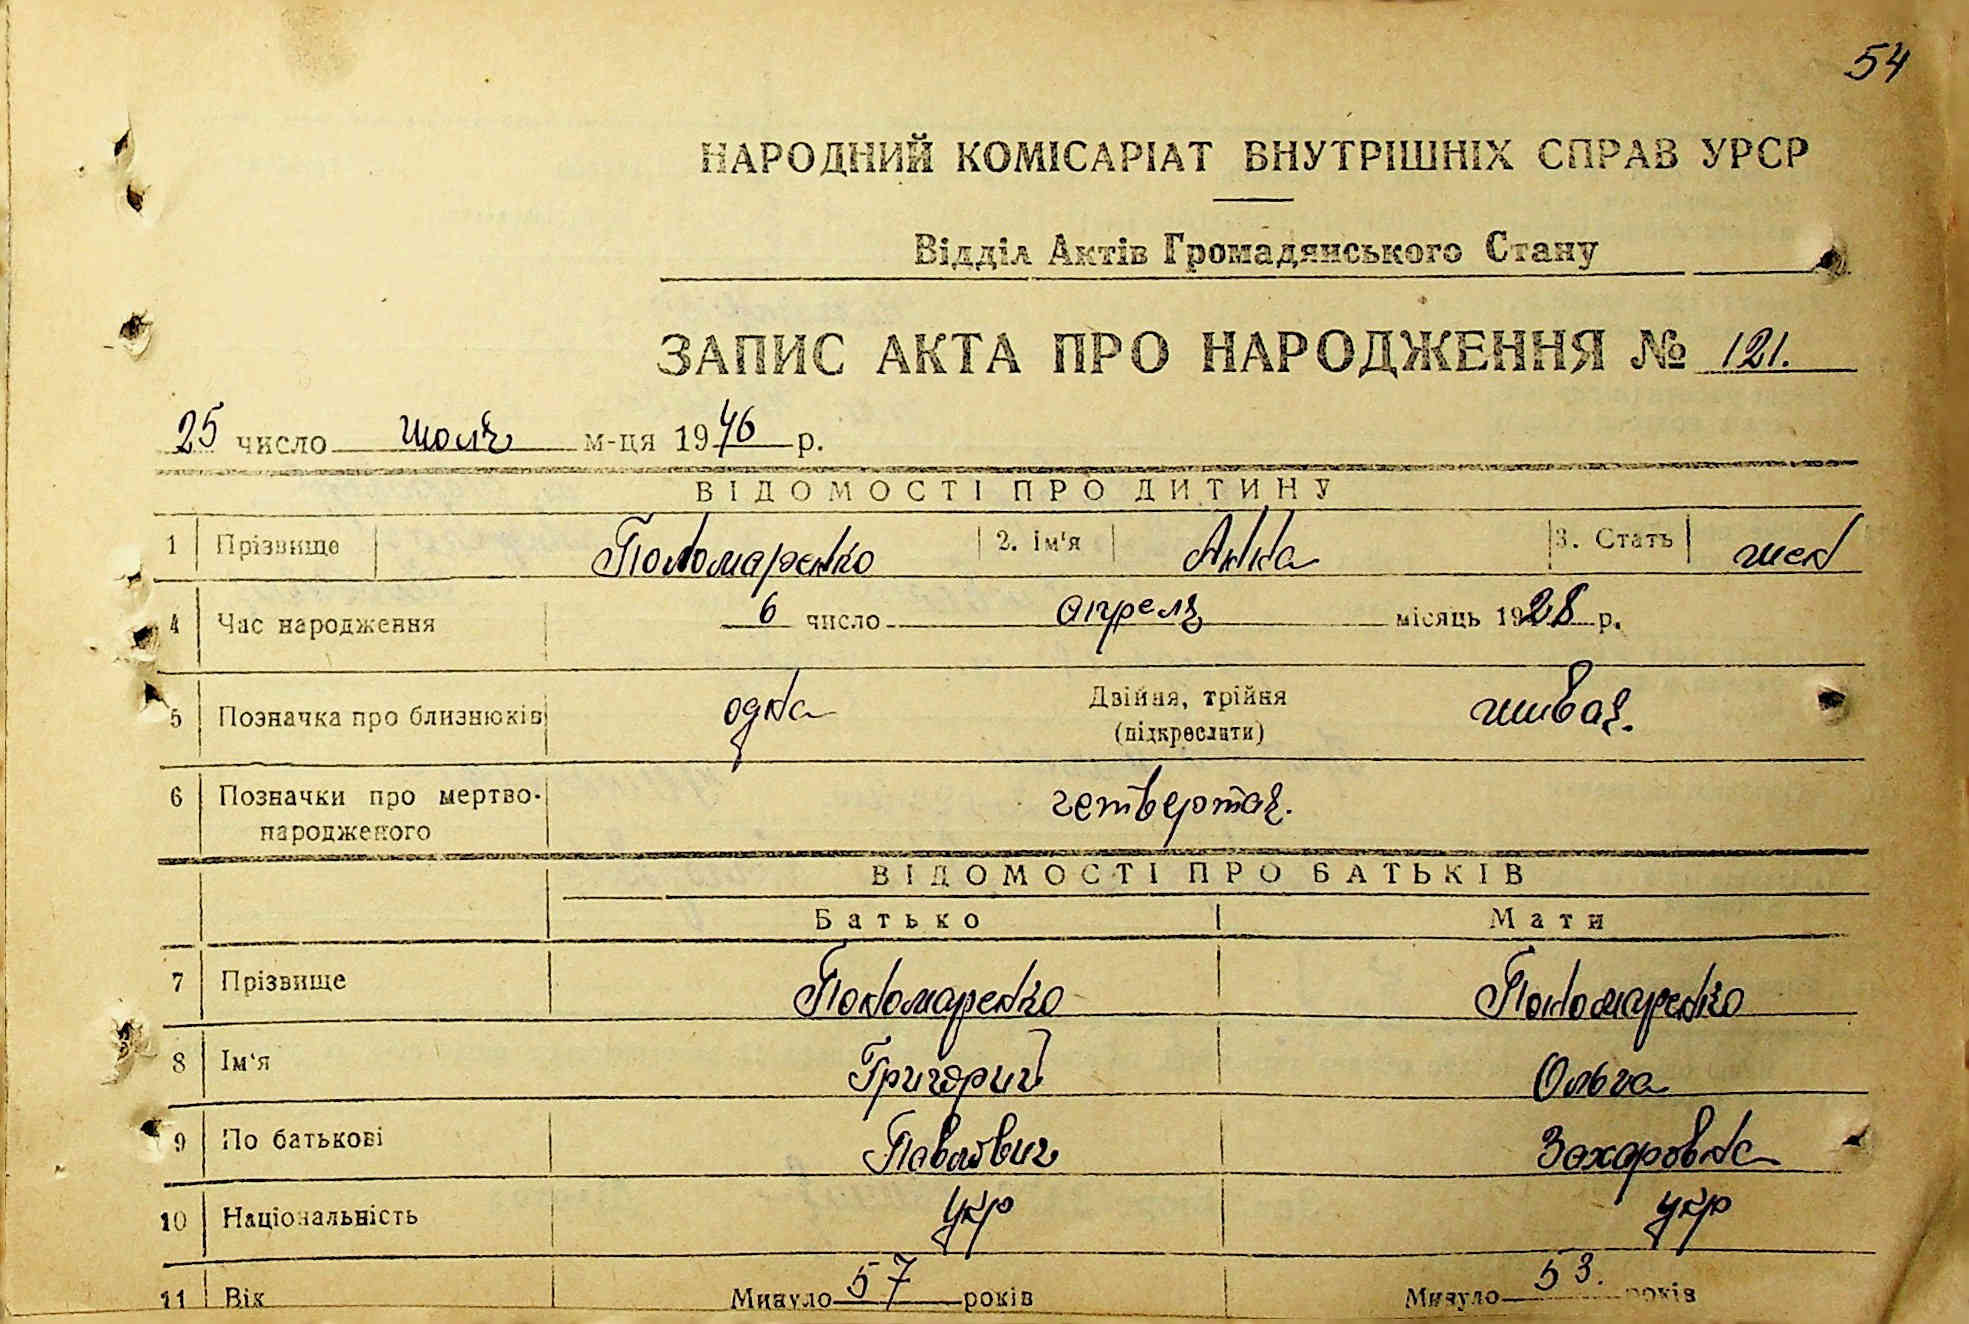 54
НАРОДНИЙ КОМІСАРІАТ ВНУТРІШНІХ СПРАВ УРСР
Відділ Актів Громадянського Стану
ЗАПИС АКТА ПРО НАРОДЖЕННЯ № 121.
25 число июля м-ця 1946 р.
ВІДОМОСТІ ПРО ДИТИНУ
1 Прізвище Пономаренко 2. ім'я Анна 3. Стать жен
4 Час народження 6 число апреля місяць 1928 р.
5 Позначка про близнюків одна Двійня, трійня (підкреслити) живая.
6 Позначки про мертво-
народженого четвертая.
ВІДОМОСТІ ПРО БАТЬКІВ
Батько Мати
7 Прізвище Пономаренко Пономаренко
8 Ім'я Григорий Ольга
9 По батькові Павлович Захаровна
10 Національність укр укр
11 Вік Минуло 57 років Минуло 53. років